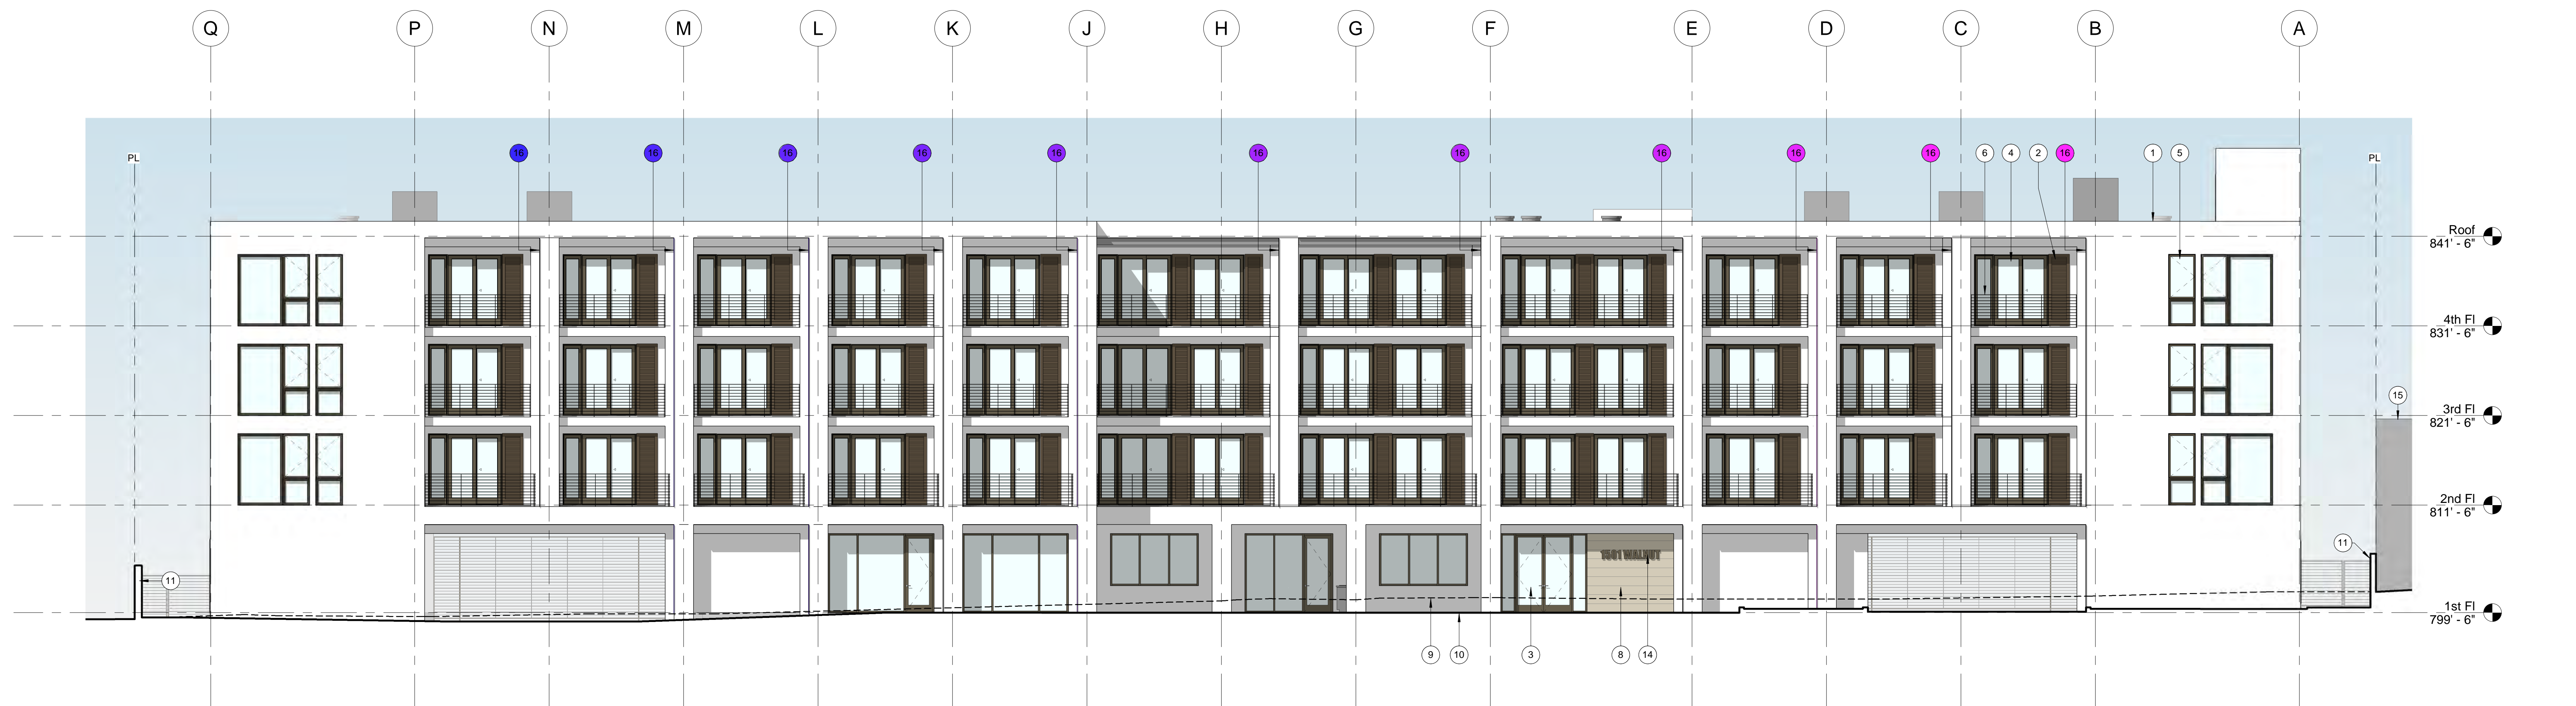 Q P N M L K J H G F E D C B A
PL 16 16 16 16 16 16 16 16 16 16 6 4 2 16 1 5 PL
Roof
841' - 6"
4th Fl
831' - 6"
15
3rd Fl
821' - 6"
2nd Fl
811' - 6"
1501 WALNUT
11
11
1st Fl
799' - 6"
9 10 3 8 14